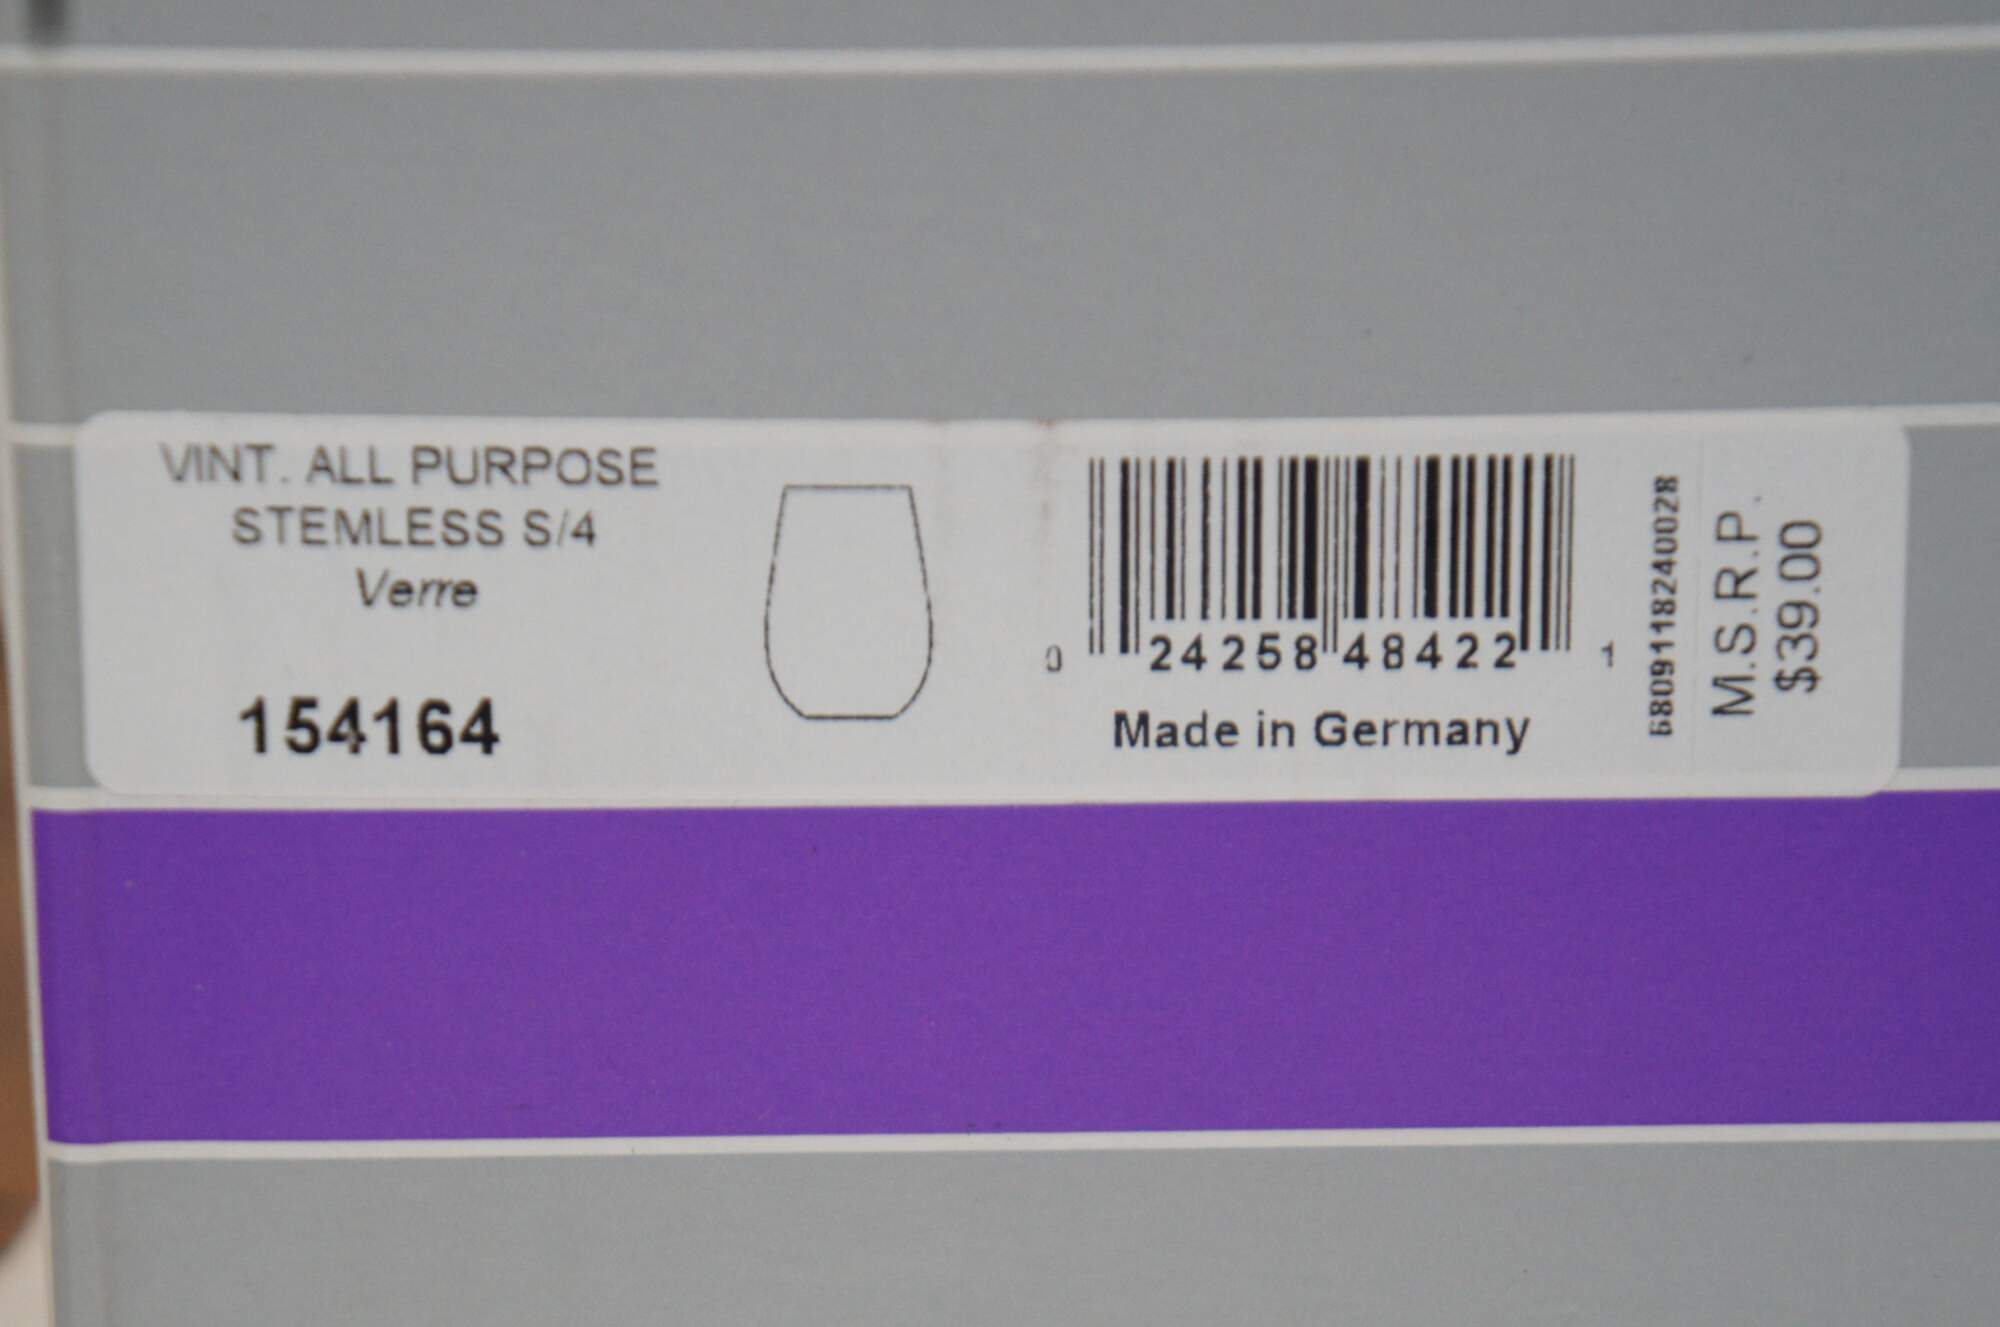 VINT. ALL PURPOSE
STEMLESS S/4
Verre
154164
0 24258 48422 1
Made in Germany
6809118240028
M.S.R.P.
$39.00